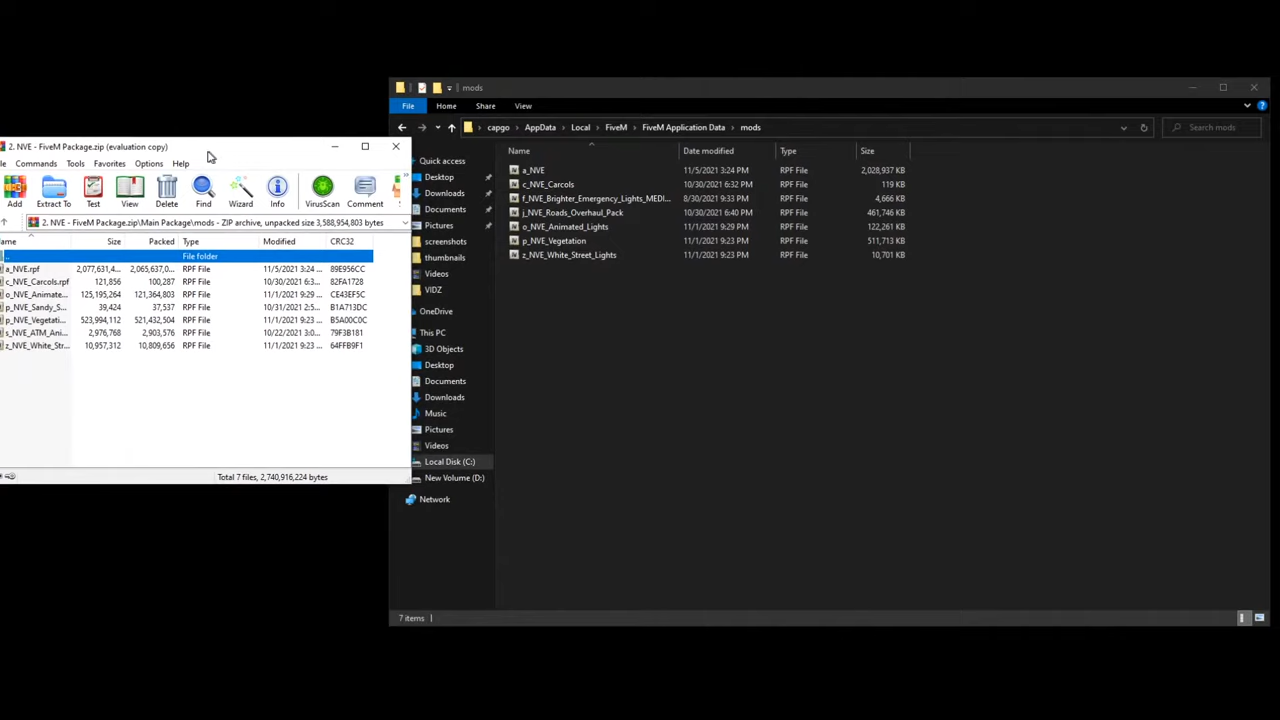 2. NVE - FiveM Package.zip (evaluation copy)
Commands Tools Favorites Options Help
Add Extract To Test View Delete Find Wizard Info VirusScan Comment
2. NVE - FiveM Package.zip\Main Package\mods - ZIP archive, unpacked size 3,588,954,803 bytes
Size Packed Type Modified CRC32
.. File folder
a_NVE.rpf 2,077,631,4... 2,065,637,0... RPF File 11/5/2021 3:24 ... 89E956CC
c_NVE_Carcols.rpf 121,856 100,287 RPF File 10/30/2021 6:3... 82FA1728
o_NVE_Animate... 125,195,264 121,364,803 RPF File 11/1/2021 9:29 ... CE43EF5C
p_NVE_Sandy_S... 39,424 37,537 RPF File 10/31/2021 2:5... B1A713DC
p_NVE_Vegetati... 523,994,112 521,432,504 RPF File 11/1/2021 9:23 ... B5A00C0C
s_NVE_ATM_Ani... 2,976,768 2,903,576 RPF File 10/22/2021 3:0... 79F3B181
z_NVE_White_Str... 10,957,312 10,809,656 RPF File 11/1/2021 9:23 ... 64FFB9F1
Total 7 files, 2,740,916,224 bytes
mods
File Home Share View
capgo > AppData > Local > FiveM > FiveM Application Data > mods
Search mods
Quick access
Desktop
Downloads
Documents
Pictures
screenshots
thumbnails
Videos
VIDZ
OneDrive
This PC
3D Objects
Desktop
Documents
Downloads
Music
Pictures
Videos
Local Disk (C:)
New Volume (D:)
Network
Name Date modified Type Size
a_NVE 11/5/2021 3:24 PM RPF File 2,028,937 KB
c_NVE_Carcols 10/30/2021 6:32 PM RPF File 119 KB
f_NVE_Brighter_Emergency_Lights_MEDI... 8/30/2021 9:33 PM RPF File 4,666 KB
j_NVE_Roads_Overhaul_Pack 10/30/2021 6:40 PM RPF File 461,746 KB
o_NVE_Animated_Lights 11/1/2021 9:29 PM RPF File 122,261 KB
p_NVE_Vegetation 11/1/2021 9:23 PM RPF File 511,713 KB
z_NVE_White_Street_Lights 11/1/2021 9:23 PM RPF File 10,701 KB
7 items